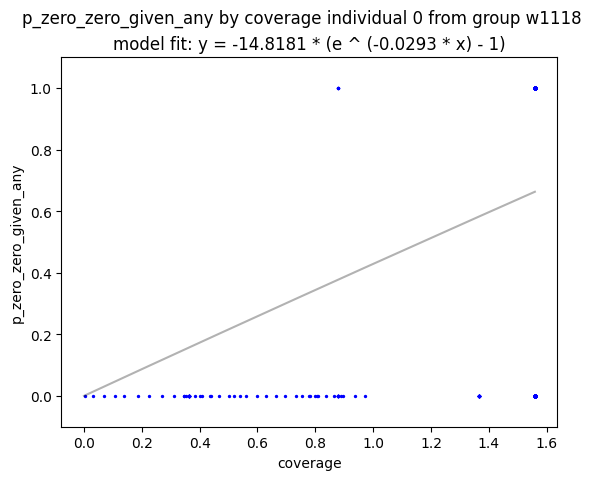 p_zero_zero_given_any by coverage individual 0 from group w1118
model fit: y = -14.8181 * (e ^ (-0.0293 * x) - 1)
1.0
0.8
0.6
0.4
0.2
0.0
p_zero_zero_given_any
0.0 0.2 0.4 0.6 0.8 1.0 1.2 1.4 1.6
coverage